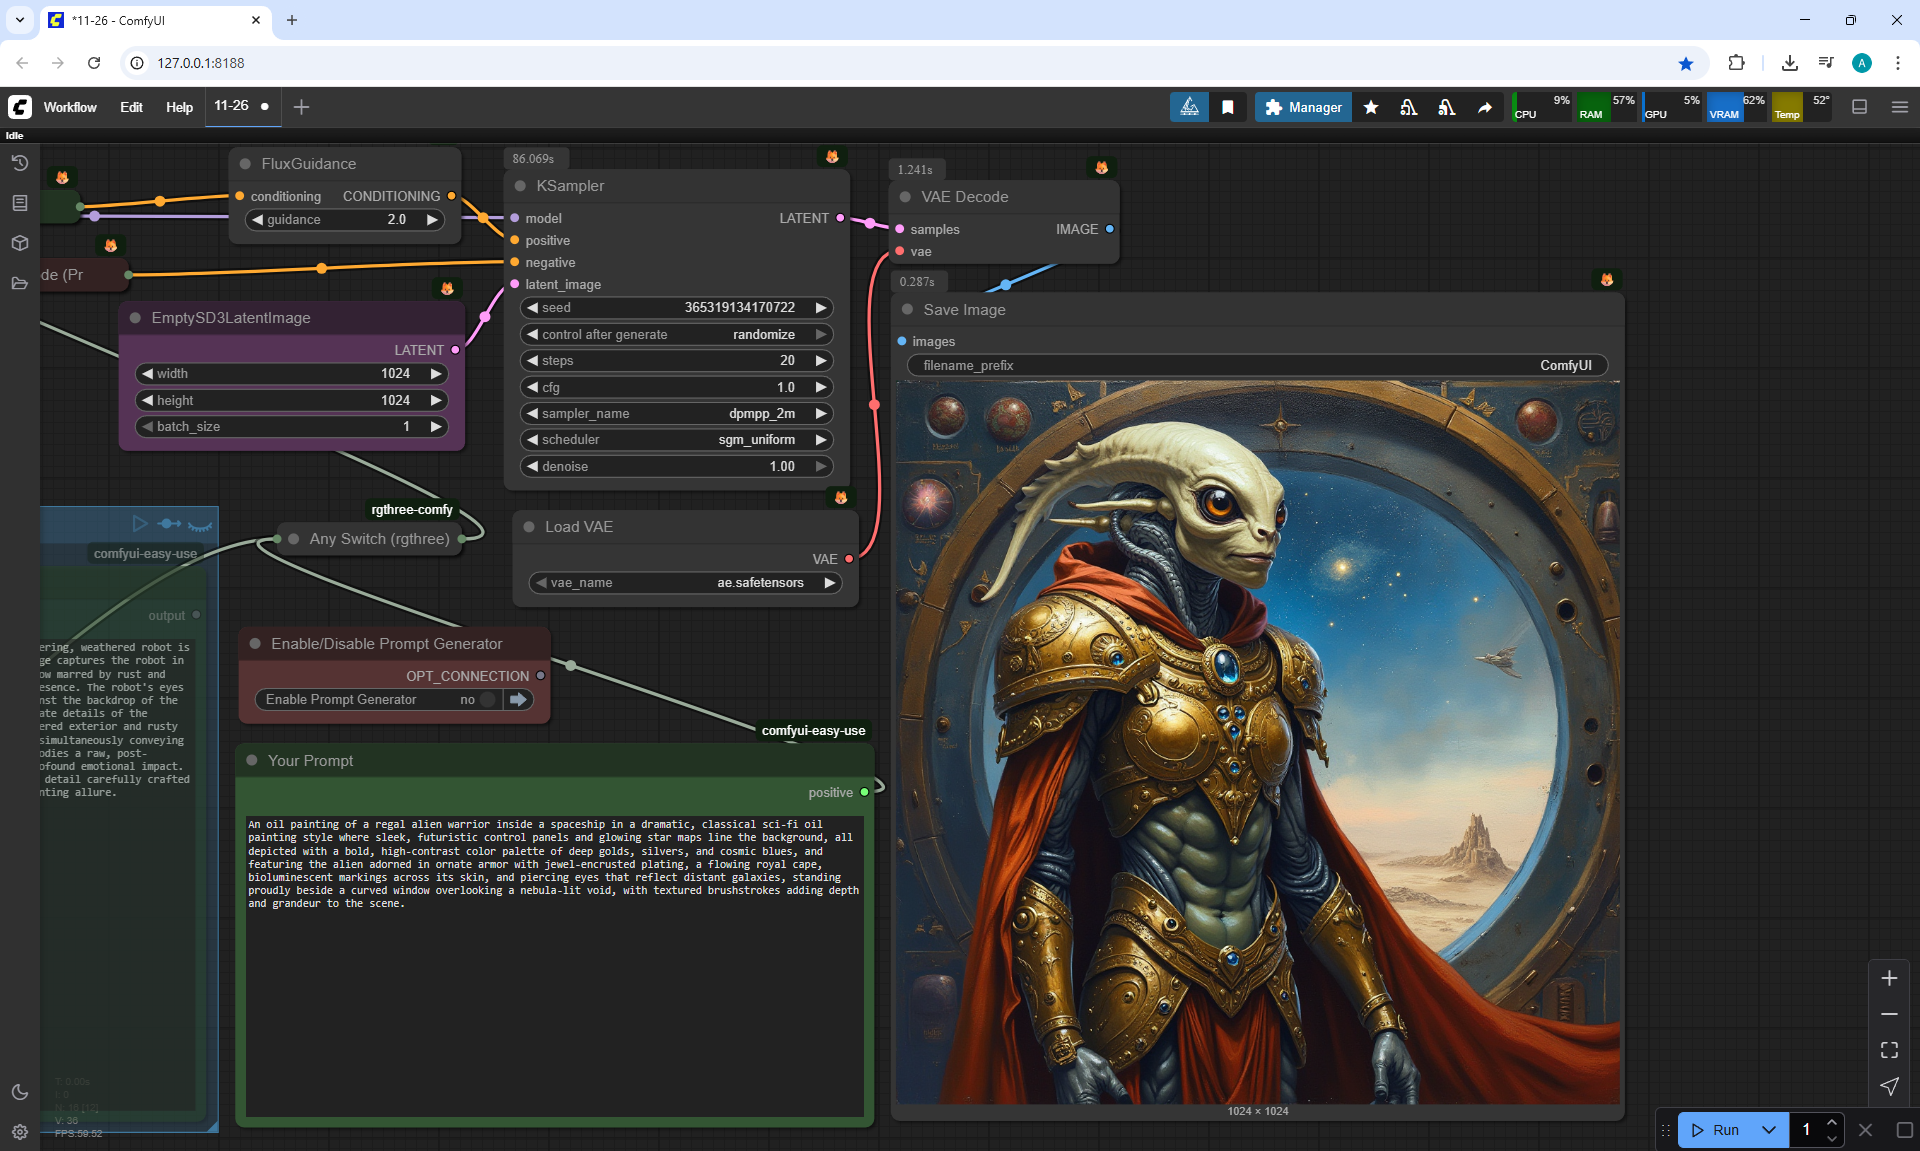 *11-26 - ComfyUI
127.0.0.1:8188
Workflow Edit Help 11-26
Manager
CPU 9% RAM 57% GPU 5% VRAM 62% Temp 52°
Idle
FluxGuidance
conditioning CONDITIONING
guidance 2.0
de (Pr
EmptySD3LatentImage
LATENT
width 1024
height 1024
batch_size 1
86.069s
KSampler
model LATENT
positive
negative
latent_image
seed 365319134170722
control after generate randomize
steps 20
cfg 1.0
sampler_name dpmpp_2m
scheduler sgm_uniform
denoise 1.00
1.241s
VAE Decode
samples IMAGE
vae
0.287s
Save Image
images
filename_prefix ComfyUI
1024 × 1024
rgthree-comfy
Any Switch (rgthree)
Load VAE
VAE
vae_name ae.safetensors
comfyui-easy-use
output
ering, weathered robot is
ge captures the robot in
ow marred by rust and
esence. The robot's eyes
nst the backdrop of the
ate details of the
ered exterior and rusty
simultaneously conveying
odies a raw, post-
ofound emotional impact.
detail carefully crafted
nting allure.
Enable/Disable Prompt Generator
OPT_CONNECTION
Enable Prompt Generator no
comfyui-easy-use
Your Prompt
positive
An oil painting of a regal alien warrior inside a spaceship in a dramatic, classical sci-fi oil
painting style where sleek, futuristic control panels and glowing star maps line the background, all
depicted with a bold, high-contrast color palette of deep golds, silvers, and cosmic blues, and
featuring the alien adorned in ornate armor with jewel-encrusted plating, a flowing royal cape,
bioluminescent markings across its skin, and piercing eyes that reflect distant galaxies, standing
proudly beside a curved window overlooking a nebula-lit void, with textured brushstrokes adding depth
and grandeur to the scene.
T: 0.00s
I: 0
N: 18 [12]
V: 35
FPS:59.52
Run 1
A